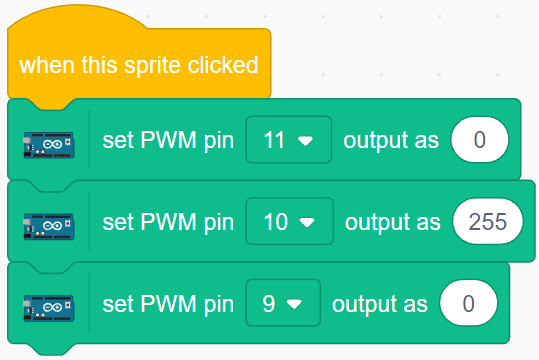 when this sprite clicked
set PWM pin 11 output as 0
set PWM pin 10 output as 255
set PWM pin 9 output as 0